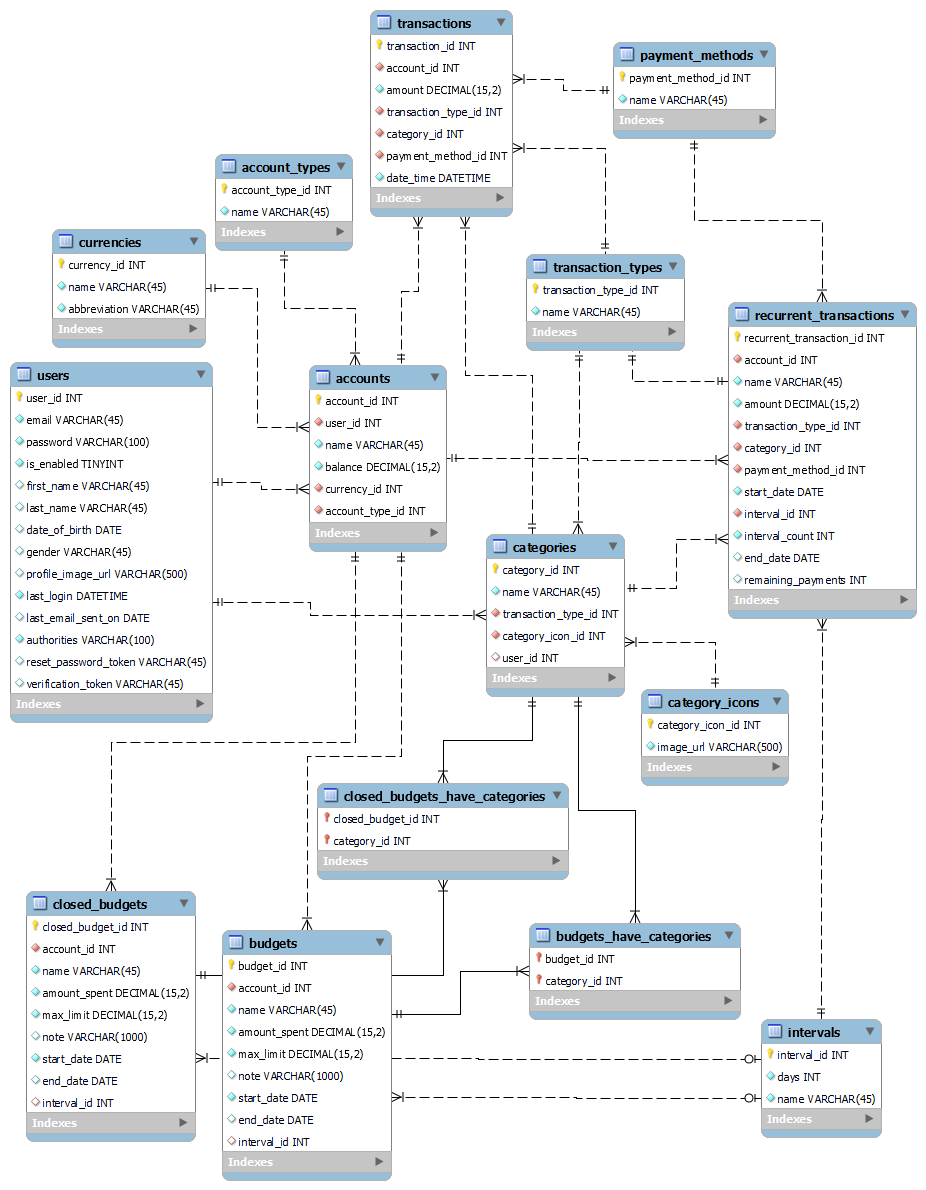 transactions
transaction_id INT
account_id INT
amount DECIMAL(15,2)
transaction_type_id INT
category_id INT
payment_method_id INT
date_time DATETIME
Indexes
payment_methods
payment_method_id INT
name VARCHAR(45)
Indexes
account_types
account_type_id INT
name VARCHAR(45)
Indexes
currencies
currency_id INT
name VARCHAR(45)
abbreviation VARCHAR(45)
Indexes
transaction_types
transaction_type_id INT
name VARCHAR(45)
Indexes
recurrent_transactions
recurrent_transaction_id INT
account_id INT
name VARCHAR(45)
amount DECIMAL(15,2)
transaction_type_id INT
category_id INT
payment_method_id INT
start_date DATE
interval_id INT
interval_count INT
end_date DATE
remaining_payments INT
Indexes
users
user_id INT
email VARCHAR(45)
password VARCHAR(100)
is_enabled TINYINT
first_name VARCHAR(45)
last_name VARCHAR(45)
date_of_birth DATE
gender VARCHAR(45)
profile_image_url VARCHAR(500)
last_login DATETIME
last_email_sent_on DATE
authorities VARCHAR(100)
reset_password_token VARCHAR(45)
verification_token VARCHAR(45)
Indexes
accounts
account_id INT
user_id INT
name VARCHAR(45)
balance DECIMAL(15,2)
currency_id INT
account_type_id INT
Indexes
categories
category_id INT
name VARCHAR(45)
transaction_type_id INT
category_icon_id INT
user_id INT
Indexes
category_icons
category_icon_id INT
image_url VARCHAR(500)
Indexes
closed_budgets_have_categories
closed_budget_id INT
category_id INT
Indexes
closed_budgets
closed_budget_id INT
account_id INT
name VARCHAR(45)
amount_spent DECIMAL(15,2)
max_limit DECIMAL(15,2)
note VARCHAR(1000)
start_date DATE
end_date DATE
interval_id INT
Indexes
budgets
budget_id INT
account_id INT
name VARCHAR(45)
amount_spent DECIMAL(15,2)
max_limit DECIMAL(15,2)
note VARCHAR(1000)
start_date DATE
end_date DATE
interval_id INT
Indexes
budgets_have_categories
budget_id INT
category_id INT
Indexes
intervals
interval_id INT
days INT
name VARCHAR(45)
Indexes